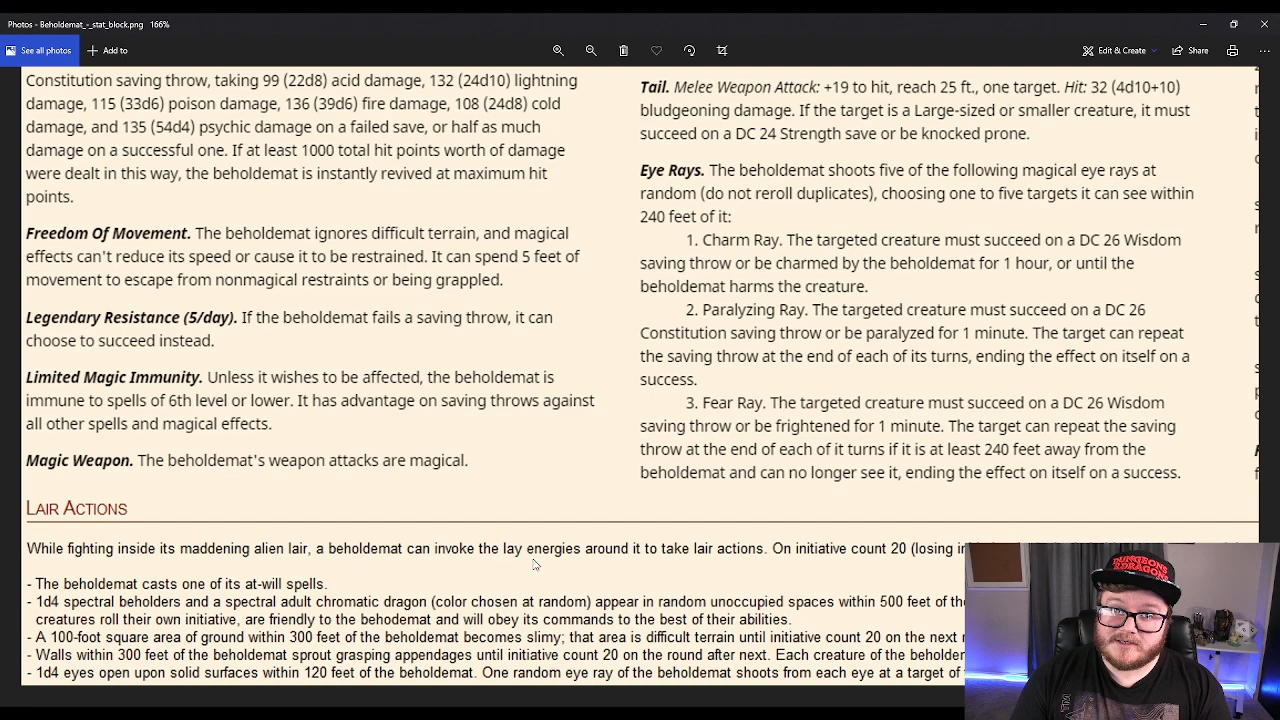 Photos - Beholdemat_-_stat_block.png 166%
See all photos
Add to
Edit & Create
Share
Constitution saving throw, taking 99 (22d8) acid damage, 132 (24d10) lightning
damage, 115 (33d6) poison damage, 136 (39d6) fire damage, 108 (24d8) cold
damage, and 135 (54d4) psychic damage on a failed save, or half as much
damage on a successful one. If at least 1000 total hit points worth of damage
were dealt in this way, the beholdemat is instantly revived at maximum hit
points.
Freedom Of Movement. The beholdemat ignores difficult terrain, and magical
effects can't reduce its speed or cause it to be restrained. It can spend 5 feet of
movement to escape from nonmagical restraints or being grappled.
Legendary Resistance (5/day). If the beholdemat fails a saving throw, it can
choose to succeed instead.
Limited Magic Immunity. Unless it wishes to be affected, the beholdemat is
immune to spells of 6th level or lower. It has advantage on saving throws against
all other spells and magical effects.
Magic Weapon. The beholdemat's weapon attacks are magical.
Tail. Melee Weapon Attack: +19 to hit, reach 25 ft., one target. Hit: 32 (4d10+10)
bludgeoning damage. If the target is a Large-sized or smaller creature, it must
succeed on a DC 24 Strength save or be knocked prone.
Eye Rays. The beholdemat shoots five of the following magical eye rays at
random (do not reroll duplicates), choosing one to five targets it can see within
240 feet of it:
1. Charm Ray. The targeted creature must succeed on a DC 26 Wisdom
saving throw or be charmed by the beholdemat for 1 hour, or until the
beholdemat harms the creature.
2. Paralyzing Ray. The targeted creature must succeed on a DC 26
Constitution saving throw or be paralyzed for 1 minute. The target can repeat
the saving throw at the end of each of its turns, ending the effect on itself on a
success.
3. Fear Ray. The targeted creature must succeed on a DC 26 Wisdom
saving throw or be frightened for 1 minute. The target can repeat the saving
throw at the end of each of it turns if it is at least 240 feet away from the
beholdemat and can no longer see it, ending the effect on itself on a success.
Lair Actions
While fighting inside its maddening alien lair, a beholdemat can invoke the lay energies around it to take lair actions. On initiative count 20 (losing
- The beholdemat casts one of its at-will spells.
- 1d4 spectral beholders and a spectral adult chromatic dragon (color chosen at random) appear in random unoccupied spaces within 500 feet of the
creatures roll their own initiative, are friendly to the behodemat and will obey its commands to the best of their abilities.
- A 100-foot square area of ground within 300 feet of the beholdemat becomes slimy; that area is difficult terrain until initiative count 20 on the next
- Walls within 300 feet of the beholdemat sprout grasping appendages until initiative count 20 on the round after next. Each creature of the beholder
- 1d4 eyes open upon solid surfaces within 120 feet of the beholdemat. One random eye ray of the beholdemat shoots from each eye at a target of
DUNGEONS
DRAGONS